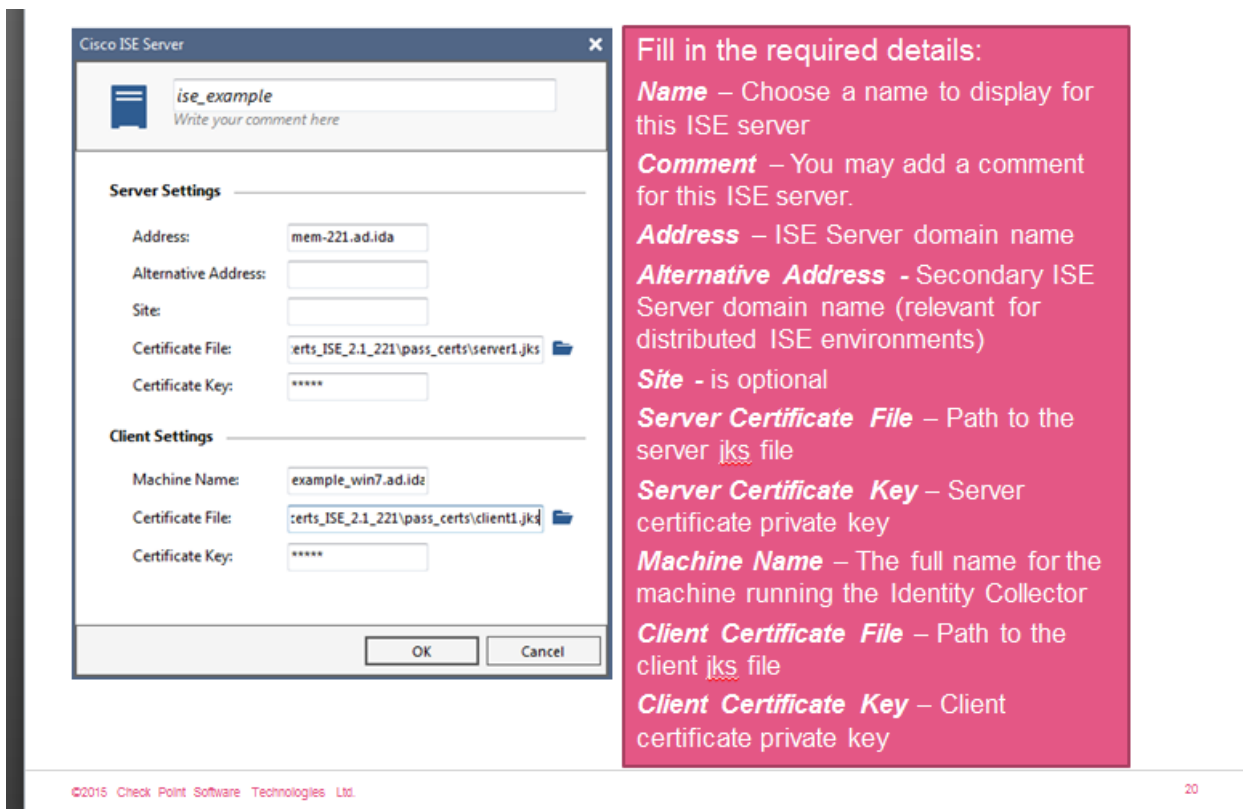 Cisco ISE Server
ise_example
Write your comment here
Server Settings
Address: mem-221.ad.ida
Alternative Address:
Site:
Certificate File: :erts_ISE_2.1_221\pass_certs\server1.jks
Certificate Key: *****
Client Settings
Machine Name: example_win7.ad.ida
Certificate File: :erts_ISE_2.1_221\pass_certs\client1.jks
Certificate Key: *****
OK Cancel
Fill in the required details:
Name – Choose a name to display for
this ISE server
Comment – You may add a comment
for this ISE server.
Address – ISE Server domain name
Alternative Address - Secondary ISE
Server domain name (relevant for
distributed ISE environments)
Site - is optional
Server Certificate File – Path to the
server jks file
Server Certificate Key – Server
certificate private key
Machine Name – The full name for the
machine running the Identity Collector
Client Certificate File – Path to the
client jks file
Client Certificate Key – Client
certificate private key
©2015 Check Point Software Technologies Ltd.
20